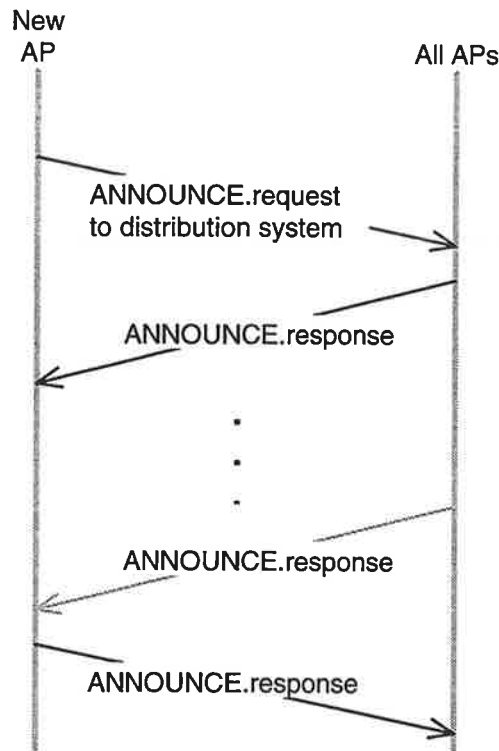 New
AP
All APs
ANNOUNCE.request
to distribution system
ANNOUNCE.response
ANNOUNCE.response
ANNOUNCE.response